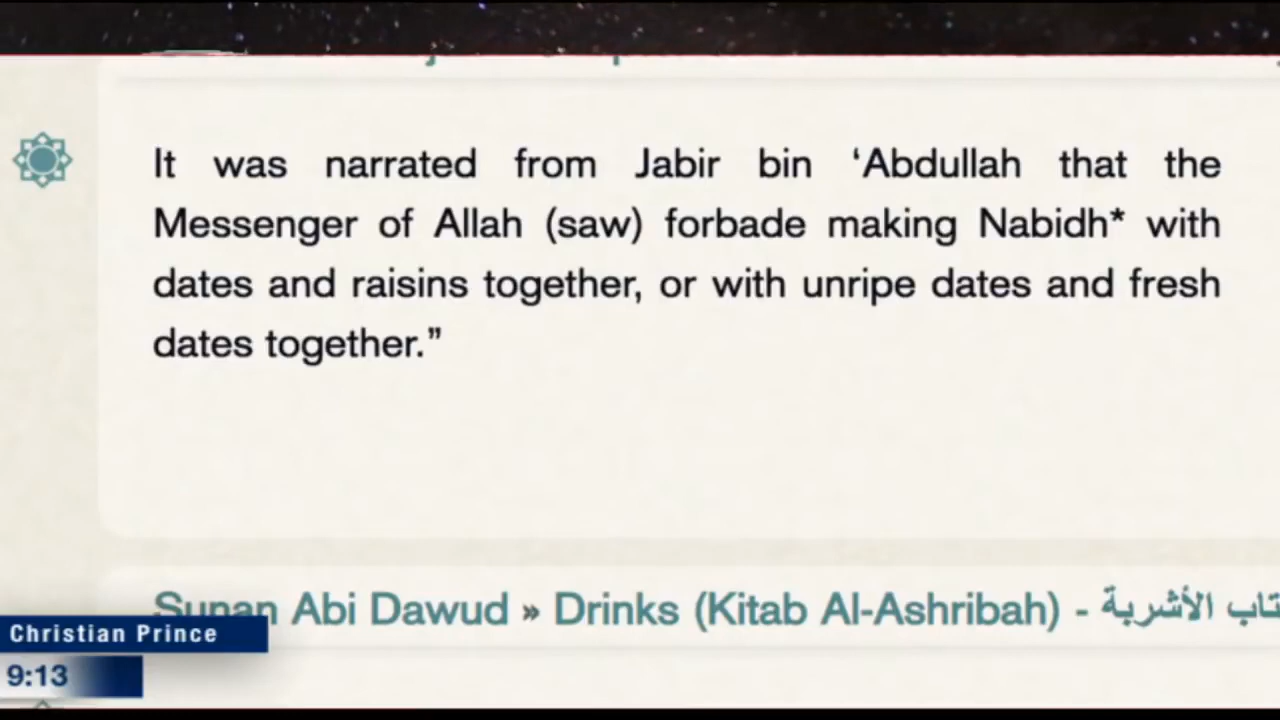 It was narrated from Jabir bin ‘Abdullah that the
Messenger of Allah (saw) forbade making Nabidh* with
dates and raisins together, or with unripe dates and fresh
dates together.”
Sunan Abi Dawud » Drinks (Kitab Al-Ashribah) - تاب الأشربة
Christian Prince
9:13